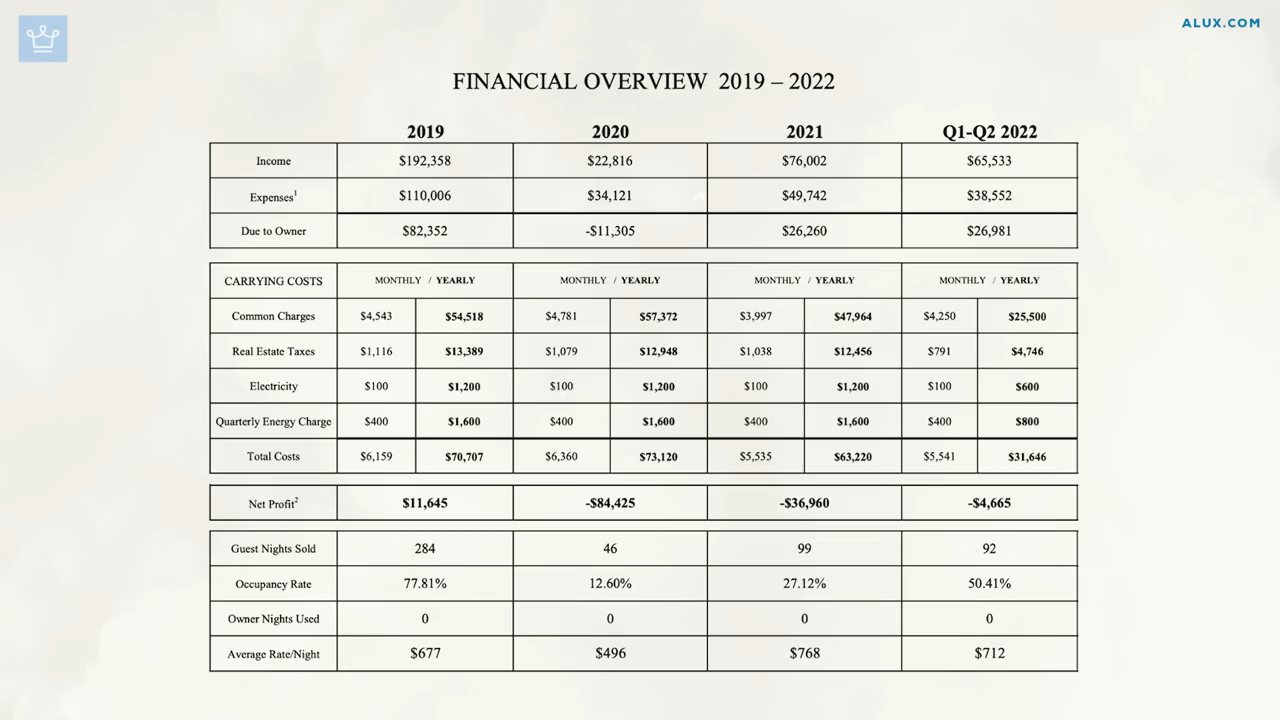 ALUX.COM
FINANCIAL OVERVIEW 2019 – 2022
2019 2020 2021 Q1-Q2 2022
Income $192,358 $22,816 $76,002 $65,533
Expenses1 $110,006 $34,121 $49,742 $38,552
Due to Owner $82,352 -$11,305 $26,260 $26,981
CARRYING COSTS MONTHLY / YEARLY MONTHLY / YEARLY MONTHLY / YEARLY MONTHLY / YEARLY
Common Charges $4,543 $54,518 $4,781 $57,372 $3,997 $47,964 $4,250 $25,500
Real Estate Taxes $1,116 $13,389 $1,079 $12,948 $1,038 $12,456 $791 $4,746
Electricity $100 $1,200 $100 $1,200 $100 $1,200 $100 $600
Quarterly Energy Charge $400 $1,600 $400 $1,600 $400 $1,600 $400 $800
Total Costs $6,159 $70,707 $6,360 $73,120 $5,535 $63,220 $5,541 $31,646
Net Profit2 $11,645 -$84,425 -$36,960 -$4,665
Guest Nights Sold 284 46 99 92
Occupancy Rate 77.81% 12.60% 27.12% 50.41%
Owner Nights Used 0 0 0 0
Average Rate/Night $677 $496 $768 $712